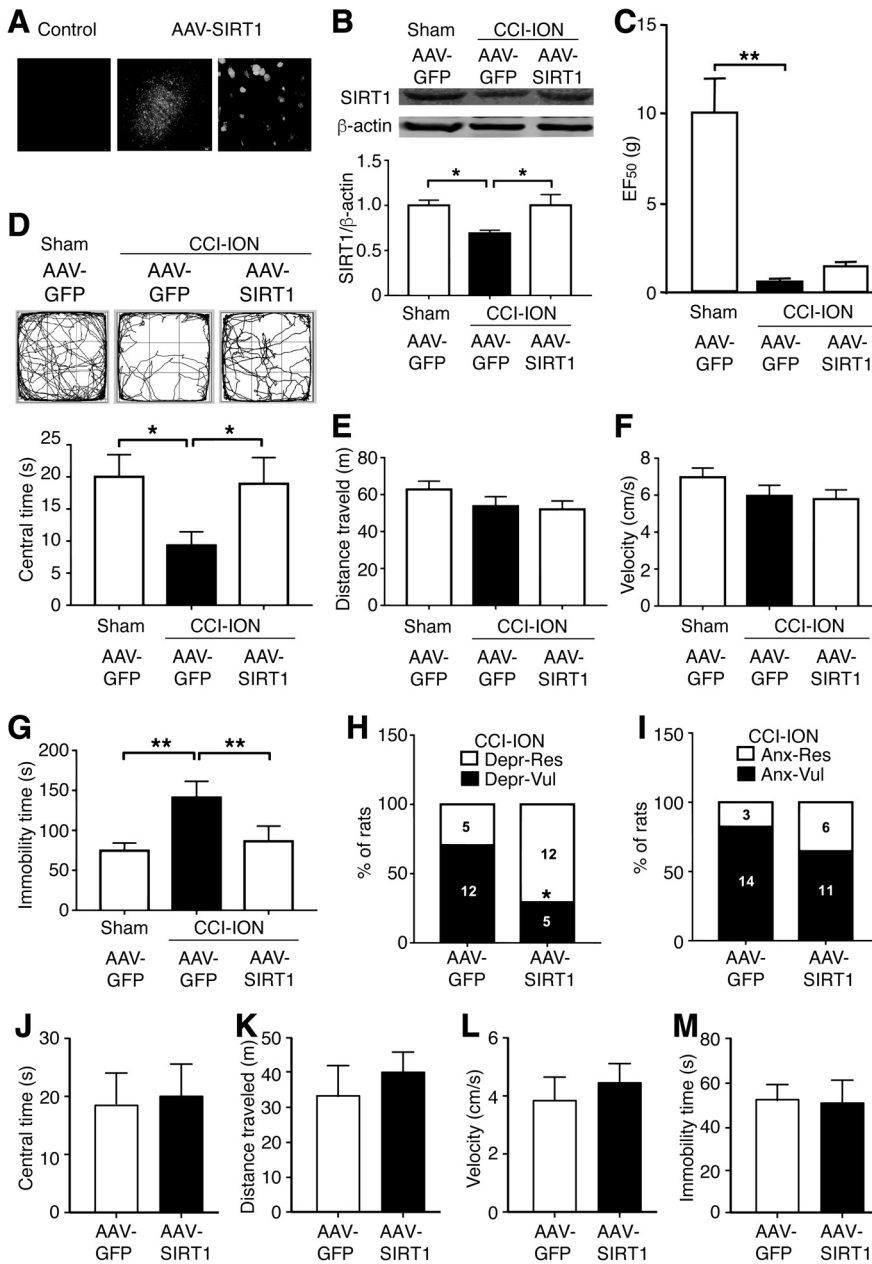 A
Control AAV-SIRT1
B
Sham CCI-ION
AAV- AAV- AAV-
GFP GFP SIRT1
SIRT1
β-actin
SIRT1/β-actin
1.5
1.0
0.5
0
* *
Sham CCI-ION
AAV- AAV- AAV-
GFP GFP SIRT1
C
EF50 (g)
15
10
5
0
**
Sham CCI-ION
AAV- AAV- AAV-
GFP GFP SIRT1
D
Sham CCI-ION
AAV- AAV- AAV-
GFP GFP SIRT1
Central time (s)
25
20
15
10
5
0
* *
Sham CCI-ION
AAV- AAV- AAV-
GFP GFP SIRT1
E
Distance traveld (m)
80
60
40
20
0
Sham CCI-ION
AAV- AAV- AAV-
GFP GFP SIRT1
F
Velocity (cm/s)
8
6
4
2
0
Sham CCI-ION
AAV- AAV- AAV-
GFP GFP SIRT1
G
Immobility time (s)
200
150
100
50
0
** **
Sham CCI-ION
AAV- AAV- AAV-
GFP GFP SIRT1
H
% of rats
150
100
50
0
CCI-ION
Depr-Res
Depr-Vul
5 12
12 * 5
AAV- AAV-
GFP SIRT1
I
% of rats
150
100
50
0
CCI-ION
Anx-Res
Anx-Vul
3 6
14 11
AAV- AAV-
GFP SIRT1
J
Central time (s)
30
20
10
0
AAV- AAV-
GFP SIRT1
K
Distance traveled (m)
50
40
30
20
10
0
AAV- AAV-
GFP SIRT1
L
Velocity (cm/s)
6
4
2
0
AAV- AAV-
GFP SIRT1
M
Immobility time (s)
80
60
40
20
0
AAV- AAV-
GFP SIRT1